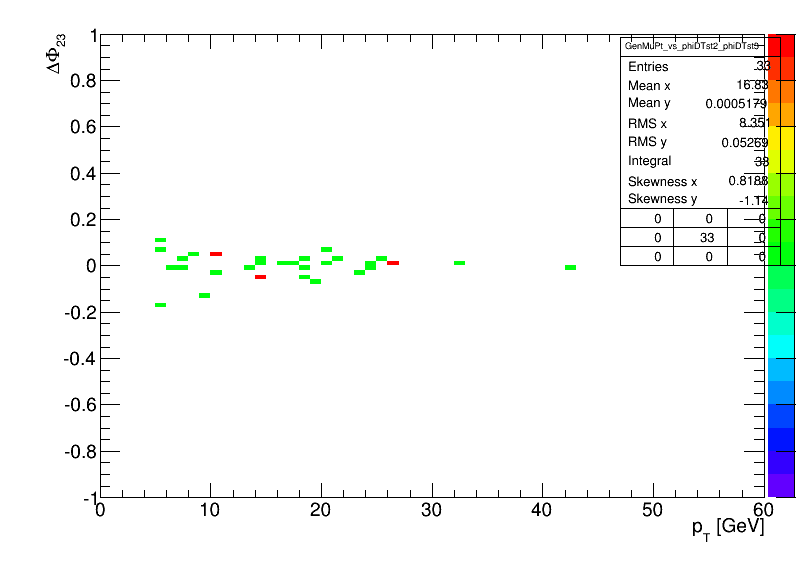 ΔΦ23
1
0.8
0.6
0.4
0.2
0
-0.2
-0.4
-0.6
-0.8
-1
0 10 20 30 40 50 60
pT [GeV]
GenMuPt_vs_phiDTst2_phiDTst3
Entries 33
Mean x 16.83
Mean y 0.0005179
RMS x 8.351
RMS y 0.05269
Integral 33
Skewness x 0.8188
Skewness y -1.14
0 0 0
0 33 0
0 0 0